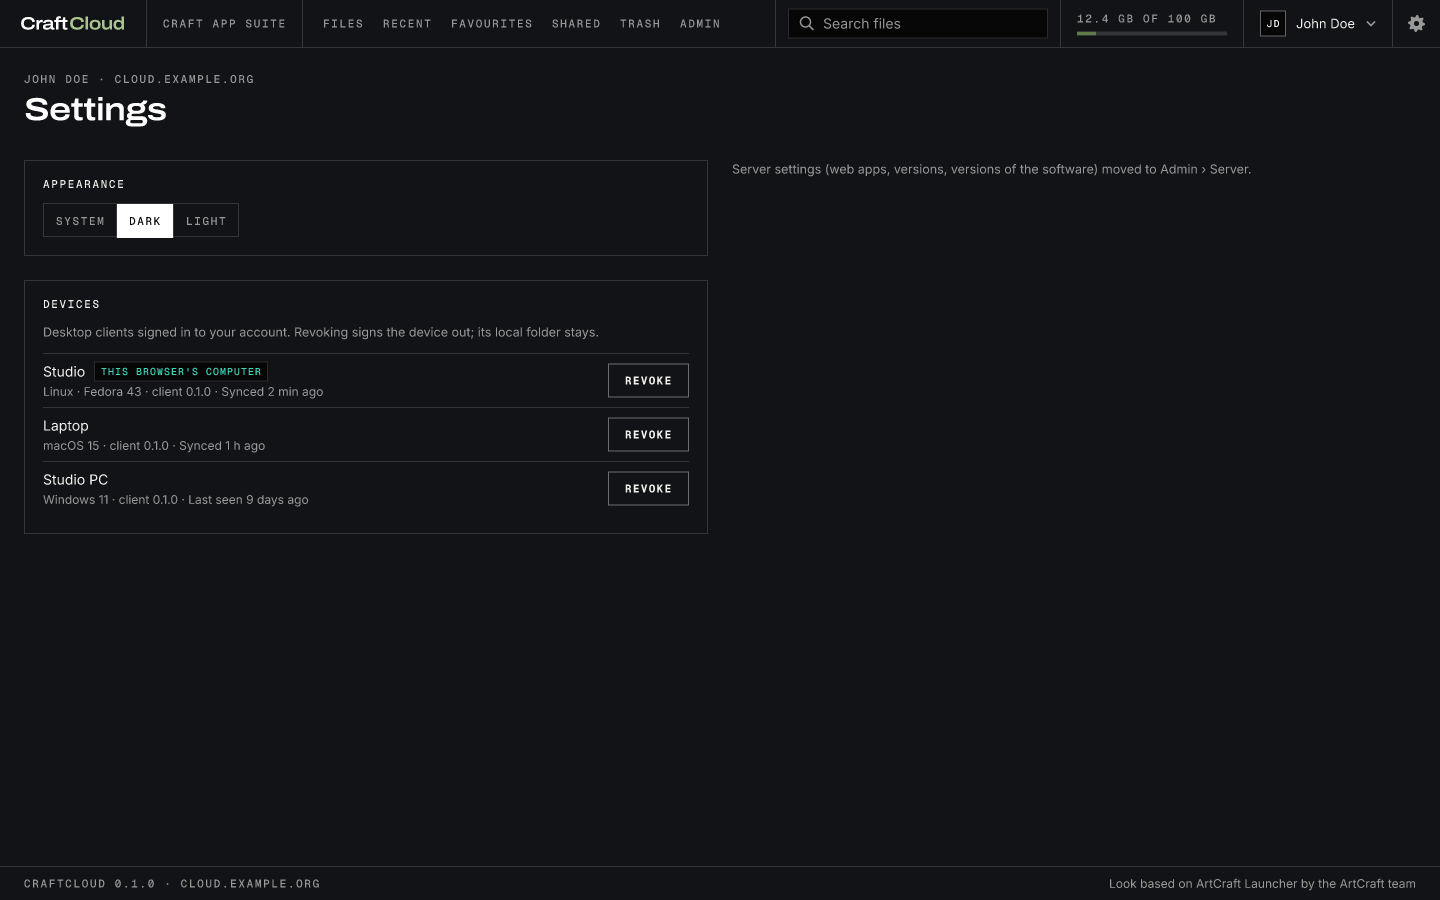 CraftCloud
CRAFT APP SUITE
FILES RECENT FAVOURITES SHARED TRASH ADMIN
Search files
12.4 GB OF 100 GB
JD John Doe
JOHN DOE · CLOUD.EXAMPLE.ORG
Settings
APPEARANCE
SYSTEM DARK LIGHT
Server settings (web apps, versions, versions of the software) moved to Admin › Server.
DEVICES
Desktop clients signed in to your account. Revoking signs the device out; its local folder stays.
Studio THIS BROWSER'S COMPUTER
Linux · Fedora 43 · client 0.1.0 · Synced 2 min ago
REVOKE
Laptop
macOS 15 · client 0.1.0 · Synced 1 h ago
REVOKE
Studio PC
Windows 11 · client 0.1.0 · Last seen 9 days ago
REVOKE
CRAFTCLOUD 0.1.0 · CLOUD.EXAMPLE.ORG
Look based on ArtCraft Launcher by the ArtCraft team